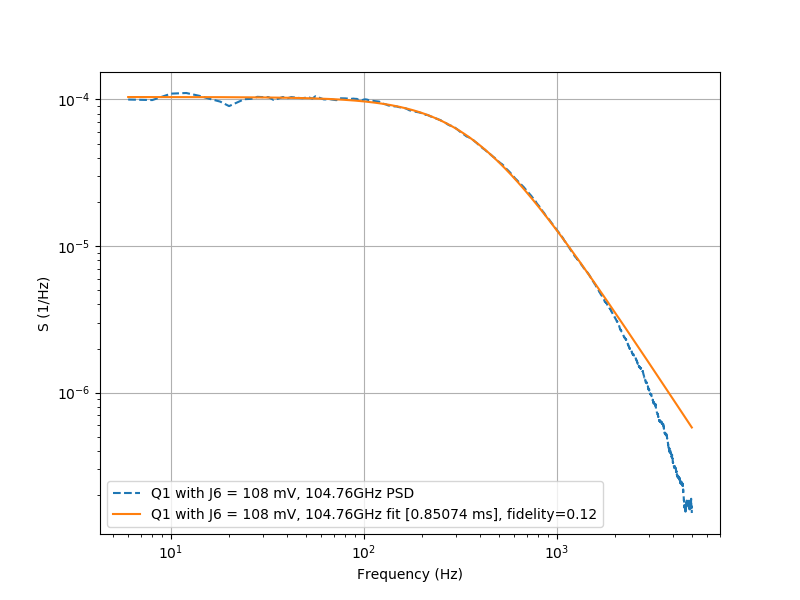 10⁻⁴
10⁻⁵
10⁻⁶
S (1/Hz)
Q1 with J6 = 108 mV, 104.76GHz PSD
Q1 with J6 = 108 mV, 104.76GHz fit [0.85074 ms], fidelity=0.12
10¹ 10² 10³
Frequency (Hz)